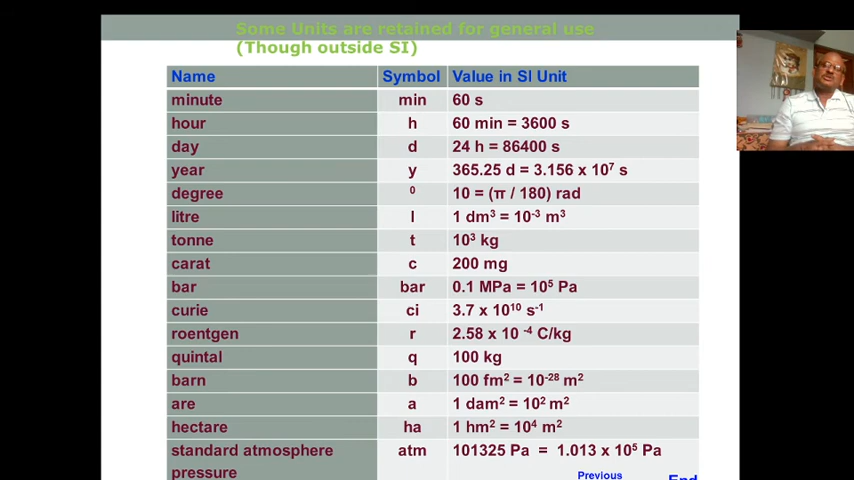 Some Units are retained for general use
(Though outside SI)
Name Symbol Value in SI Unit
minute min 60 s
hour h 60 min = 3600 s
day d 24 h = 86400 s
year y 365.25 d = 3.156 x 10⁷ s
degree ⁰ 10 = (π / 180) rad
litre l 1 dm³ = 10⁻³ m³
tonne t 10³ kg
carat c 200 mg
bar bar 0.1 MPa = 10⁵ Pa
curie ci 3.7 x 10¹⁰ s⁻¹
roentgen r 2.58 x 10 ⁻⁴ C/kg
quintal q 100 kg
barn b 100 fm² = 10⁻²⁸ m²
are a 1 dam² = 10² m²
hectare ha 1 hm² = 10⁴ m²
standard atmosphere atm 101325 Pa = 1.013 x 10⁵ Pa
pressure
Previous End